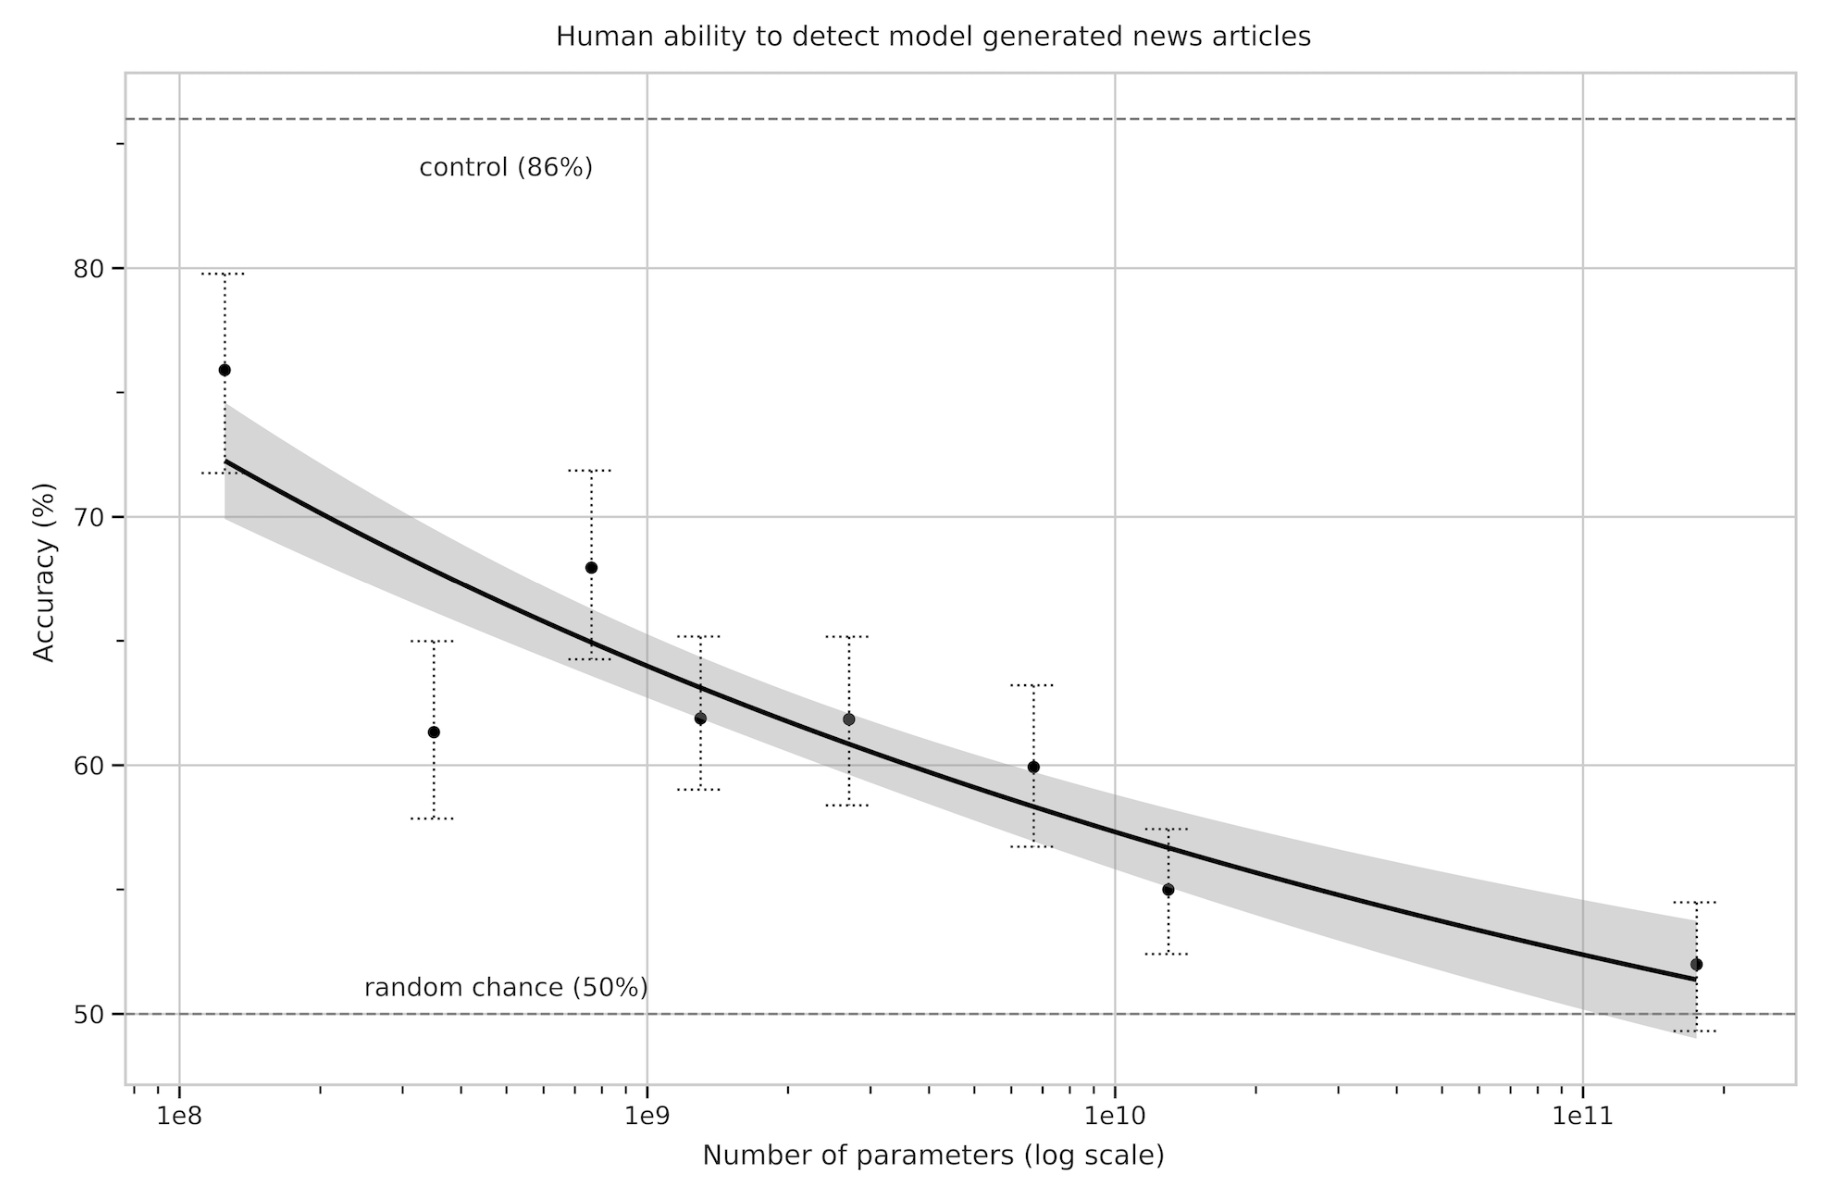 Human ability to detect model generated news articles
control (86%)
80
70
Accuracy (%)
60
random chance (50%)
50
1e8 1e9 1e10 1e11
Number of parameters (log scale)